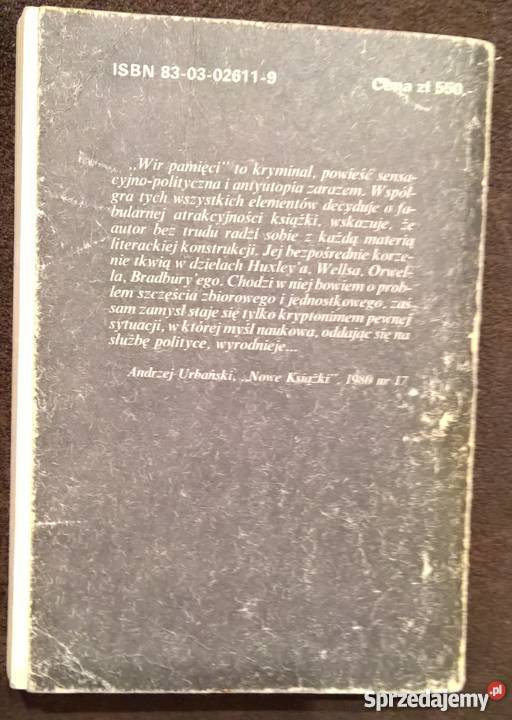 ISBN 83-03-02611-9
Cena zł 550,-
„Wir pamięci” to kryminał, powieść sensa-
cyjno-polityczna i antyutopia zarazem. Współ-
gra tych wszystkich elementów decyduje o fa-
bularnej atrakcyjności książki, wskazuje, że
autor bez trudu radzi sobie z każdą materią
literackiej konstrukcji. Jej bezpośrednie korze-
nie tkwią w dziełach Huxley'a, Wellsa, Orwel-
la, Bradbury'ego. Chodzi w niej bowiem o prob-
lem szczęścia zbiorowego i jednostkowego, zaś
sam zamysł staje się tylko kryptonimem pewnej
sytuacji, w której myśl naukowa, oddając się na
służbę polityce, wyrodnieje...
Andrzej Urbański, „Nowe Książki”, 1980 nr 17
Sprzedajemy.pl